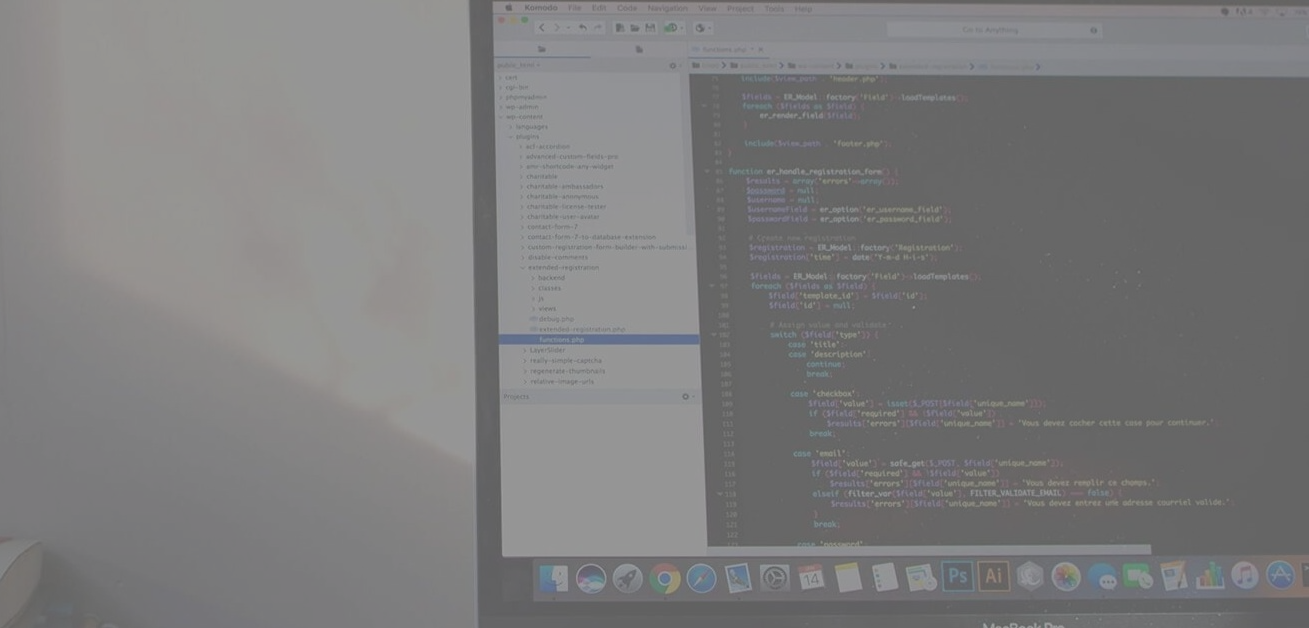 Komodo File Edit Code Navigation View Project Tools Help
Go to Anything
functions.php
public_html
cert
cgi-bin
phpmyadmin
wp-admin
wp-content
languages
plugins
acf-accordion
advanced-custom-fields-pro
amr-shortcode-any-widget
charitable
charitable-ambassadors
charitable-anonymous
charitable-license-tester
charitable-user-avatar
contact-form-7
contact-form-7-to-database-extension
custom-registration-form-builder-with-submissi...
disable-comments
extended-registration
backend
classes
js
views
debug.php
extended-registration.php
functions.php
LayerSlider
really-simple-captcha
regenerate-thumbnails
relative-image-urls
Projects
include($view_path . 'header.php');
$fields = ER_Model::factory('Field')->loadTemplates();
foreach ($fields as $field) {
er_render_field($field);
}
include($view_path . 'footer.php');
}
function er_handle_registration_form() {
$results = array('errors'=>array());
$password = null;
$username = null;
$usernameField = er_option('er_username_field');
$passwordField = er_option('er_password_field');
# Create new registration
$registration = ER_Model::factory('Registration');
$registration['time'] = date('Y-m-d H-i-s');
$fields = ER_Model::factory('Field')->loadTemplates();
foreach ($fields as $field) {
$field['template_id'] = $field['id'];
$field['id'] = null;
# Assign value and validate
switch ($field['type']) {
case 'title':
case 'description':
continue;
break;
case 'checkbox':
$field['value'] = isset($_POST[$field['unique_name']]);
if ($field['required'] && !$field['value'])
$results['errors'][$field['unique_name']] = 'Vous devez cocher cette case pour continuer.';
break;
case 'email':
$field['value'] = safe_get($_POST, $field['unique_name']);
if ($field['required'] && !$field['value'])
$results['errors'][$field['unique_name']] = 'Vous devez remplir ce champs.';
elseif (filter_var($field['value'], FILTER_VALIDATE_EMAIL) === false) {
$results['errors'][$field['unique_name']] = 'Vous devez entrez une adresse courriel valide.';
}
break;
case 'password':
14
Ps
Ai
MacBook Pro